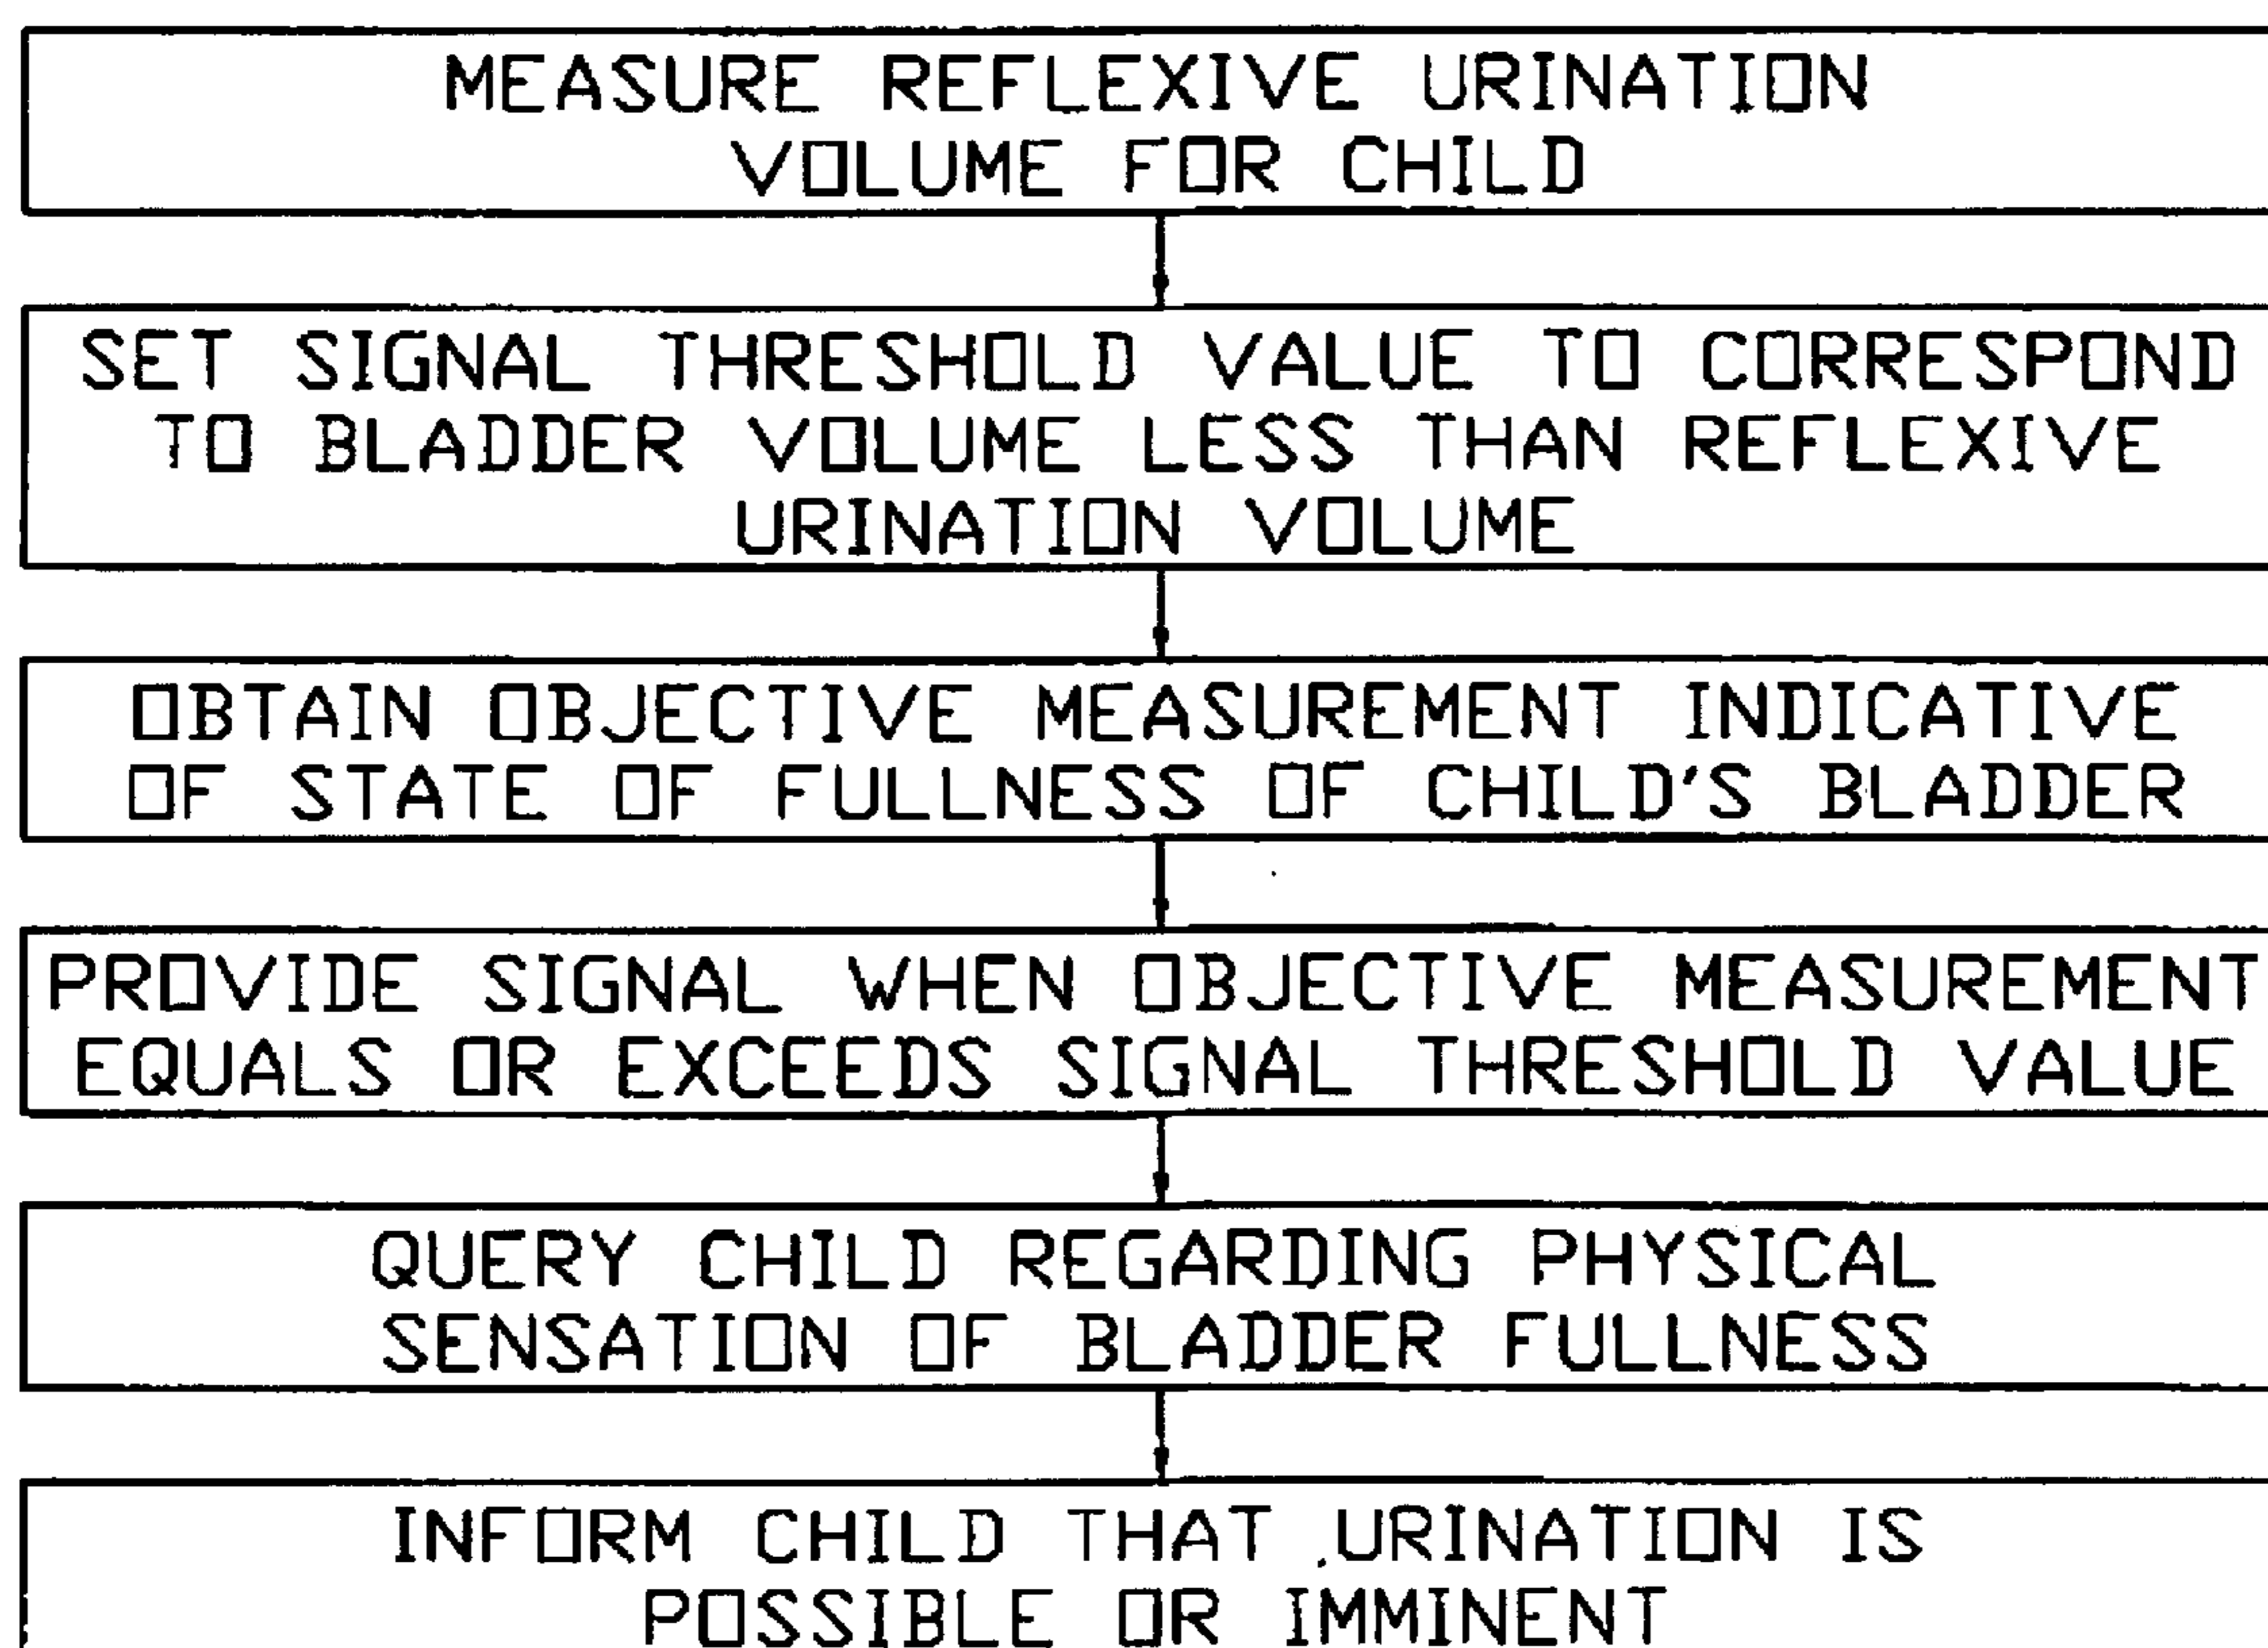 MEASURE REFLEXIVE URINATION
VOLUME FOR CHILD
SET SIGNAL THRESHOLD VALUE TO CORRESPOND
TO BLADDER VOLUME LESS THAN REFLEXIVE
URINATION VOLUME
OBTAIN OBJECTIVE MEASUREMENT INDICATIVE
OF STATE OF FULLNESS OF CHILD'S BLADDER
PROVIDE SIGNAL WHEN OBJECTIVE MEASUREMENT
EQUALS OR EXCEEDS SIGNAL THRESHOLD VALUE
QUERY CHILD REGARDING PHYSICAL
SENSATION OF BLADDER FULLNESS
INFORM CHILD THAT URINATION IS
POSSIBLE OR IMMINENT